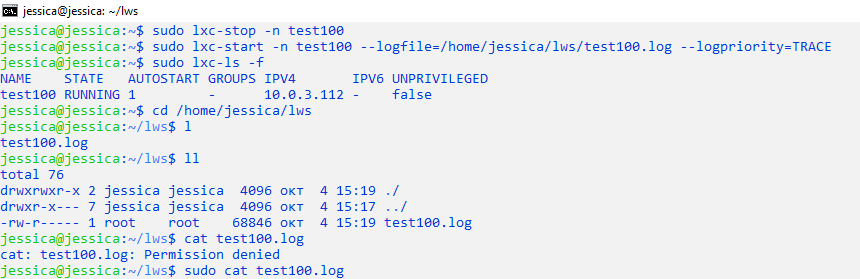 jessica@jessica: ~/lws
jessica@jessica:~$ sudo lxc-stop -n test100
jessica@jessica:~$ sudo lxc-start -n test100 --logfile=/home/jessica/lws/test100.log --logpriority=TRACE
jessica@jessica:~$ sudo lxc-ls -f
NAME    STATE   AUTOSTART GROUPS IPV4       IPV6 UNPRIVILEGED
test100 RUNNING 1         -      10.0.3.112 -    false
jessica@jessica:~$ cd /home/jessica/lws
jessica@jessica:~/lws$ l
test100.log
jessica@jessica:~/lws$ ll
total 76
drwxrwxr-x 2 jessica jessica  4096 окт  4 15:19 ./
drwxr-x--- 7 jessica jessica  4096 окт  4 15:17 ../
-rw-r----- 1 root    root    68846 окт  4 15:19 test100.log
jessica@jessica:~/lws$ cat test100.log
cat: test100.log: Permission denied
jessica@jessica:~/lws$ sudo cat test100.log